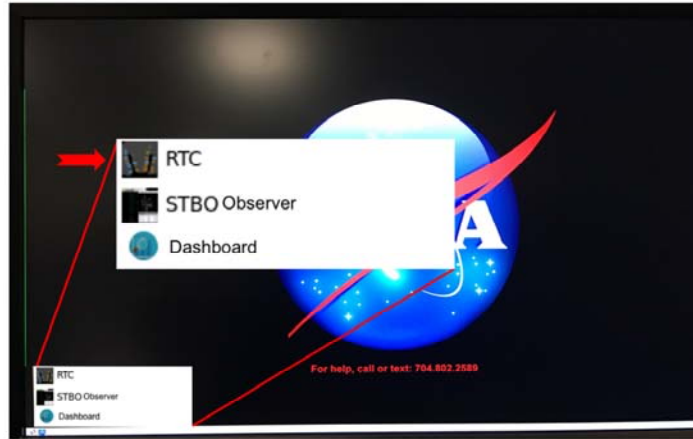 RTC
STBO Observer
Dashboard
A
For help, call or text: 704.802.2589
RTC
STBO Observer
Dashboard